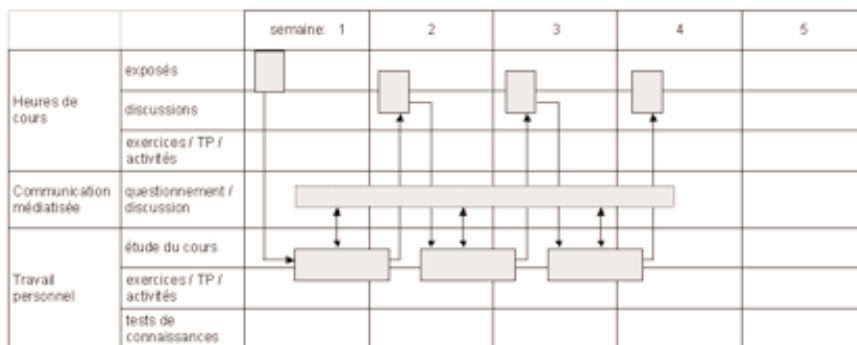 semaine: 1 2 3 4 5
exposés
Heures de
cours
discussions
exercices / TP /
activités
Communication
médiatisée
questionnement /
discussion
étude du cours
Travail
personnel
exercices / TP /
activités
tests de
connaissances